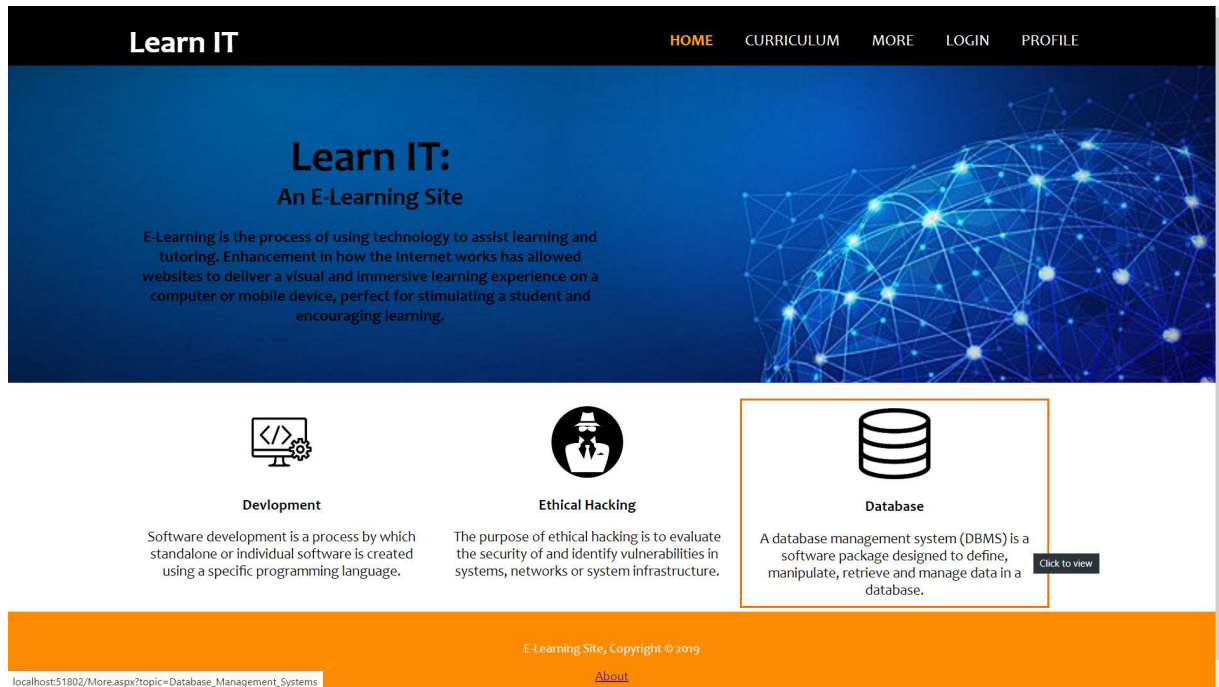 Learn IT
HOME CURRICULUM MORE LOGIN PROFILE
Learn IT:
An E-Learning Site
E-Learning is the process of using technology to assist learning and
tutoring. Enhancement in how the Internet works has allowed
websites to deliver a visual and immersive learning experience on a
computer or mobile device, perfect for stimulating a student and
encouraging learning.
</>
Devlopment
Software development is a process by which
standalone or individual software is created
using a specific programming language.
Ethical Hacking
The purpose of ethical hacking is to evaluate
the security of and identify vulnerabilities in
systems, networks or system infrastructure.
Database
A database management system (DBMS) is a
software package designed to define,
manipulate, retrieve and manage data in a
database.
Click to view
E-Learning Site, Copyright © 2019
About
localhost:51802/More.aspx?topic=Database_Management_Systems